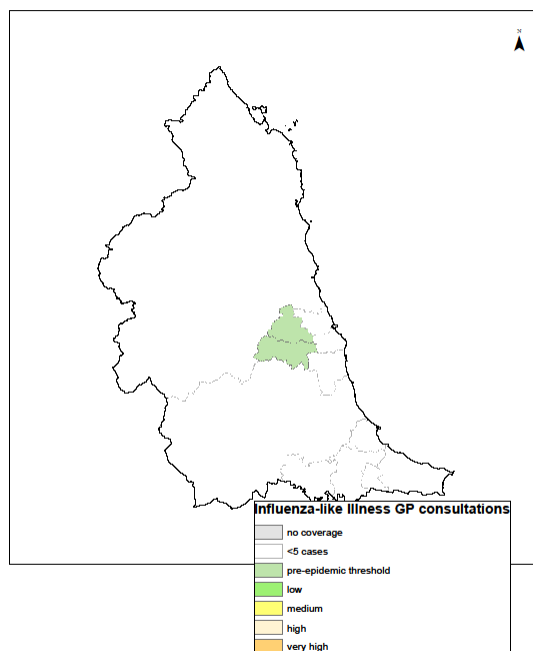 N
Influenza-like Illness GP consultations
no coverage
<5 cases
pre-epidemic threshold
low
medium
high
very high